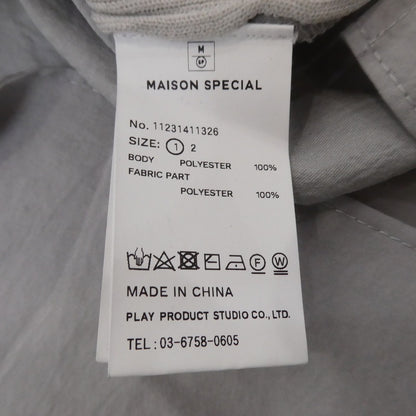 M
SP
MAISON SPECIAL
No. 11231411326
SIZE: 1 2
BODY POLYESTER 100%
FABRIC PART
POLYESTER 100%
F W
MADE IN CHINA
PLAY PRODUCT STUDIO CO., LTD.
TEL: 03-6758-0605